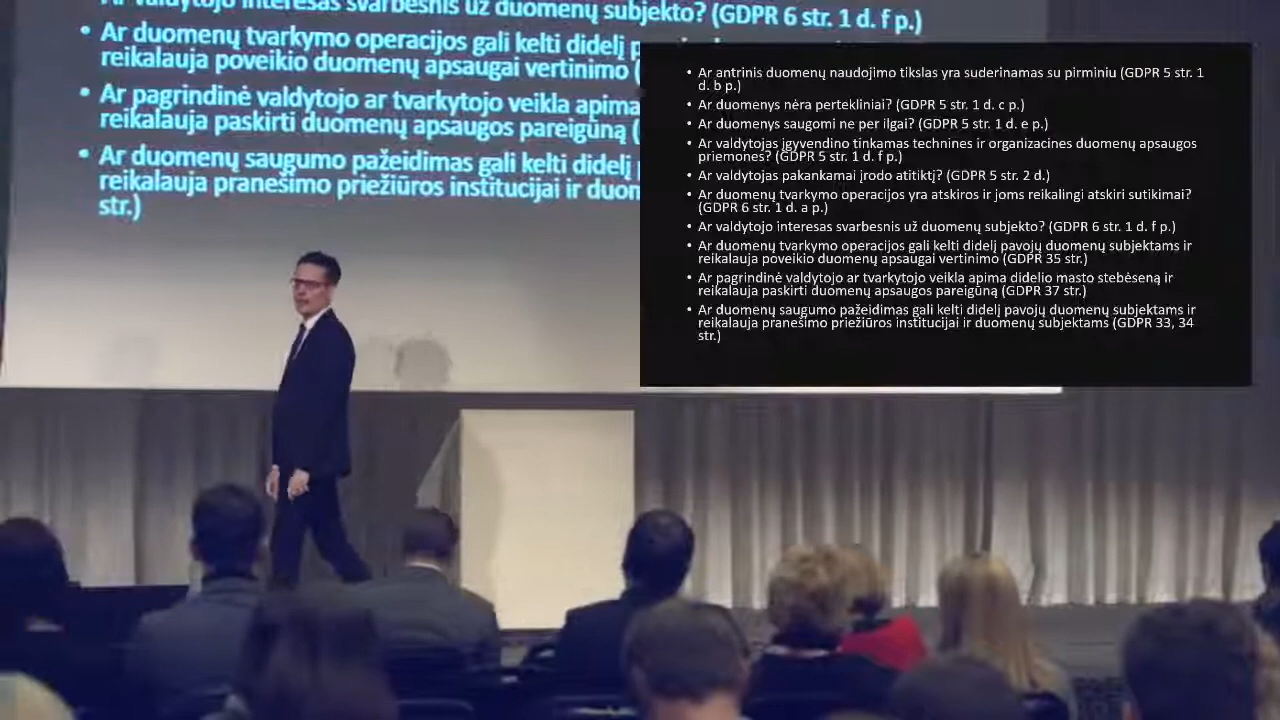 Ar valdytojo interesas svarbesnis už duomenų subjekto? (GDPR 6 str. 1 d. f p.)
• Ar duomenų tvarkymo operacijos gali kelti didelį
reikalauja poveikio duomenų apsaugai vertinimo (
• Ar pagrindinė valdytojo ar tvarkytojo veikla apima
reikalauja paskirti duomenų apsaugos pareigūną (
• Ar duomenų saugumo pažeidimas gali kelti didelį
reikalauja pranešimo priežiūros institucijai ir duom
str.)
• Ar antrinis duomenų naudojimo tikslas yra suderinamas su pirminiu (GDPR 5 str. 1
d. b p.)
• Ar duomenys nėra pertekliniai? (GDPR 5 str. 1 d. c p.)
• Ar duomenys saugomi ne per ilgai? (GDPR 5 str. 1 d. e p.)
• Ar valdytojas įgyvendino tinkamas technines ir organizacines duomenų apsaugos
priemones? (GDPR 5 str. 1 d. f p.)
• Ar valdytojas pakankamai įrodo atitiktį? (GDPR 5 str. 2 d.)
• Ar duomenų tvarkymo operacijos yra atskiros ir joms reikalingi atskiri sutikimai?
(GDPR 6 str. 1 d. a p.)
• Ar valdytojo interesas svarbesnis už duomenų subjekto? (GDPR 6 str. 1 d. f p.)
• Ar duomenų tvarkymo operacijos gali kelti didelį pavojų duomenų subjektams ir
reikalauja poveikio duomenų apsaugai vertinimo (GDPR 35 str.)
• Ar pagrindinė valdytojo ar tvarkytojo veikla apima didelio masto stebėseną ir
reikalauja paskirti duomenų apsaugos pareigūną (GDPR 37 str.)
• Ar duomenų saugumo pažeidimas gali kelti didelį pavojų duomenų subjektams ir
reikalauja pranešimo priežiūros institucijai ir duomenų subjektams (GDPR 33, 34
str.)